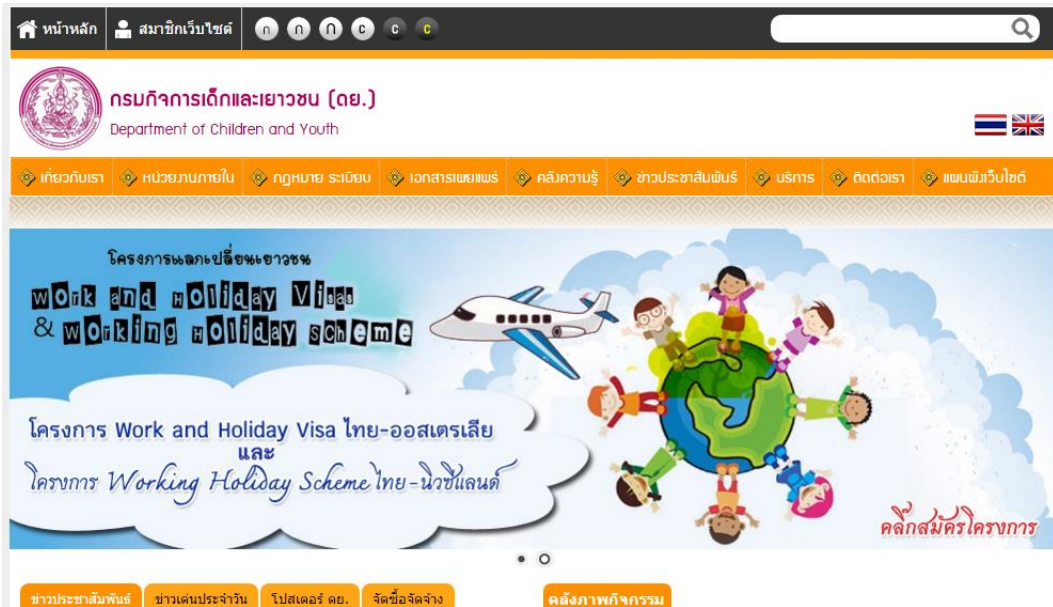 หน้าหลัก สมาชิกเว็บไซต์ ก ก ก C C C
กรมกิจการเด็กและเยาวชน (ดย.)
Department of Children and Youth
เกี่ยวกับเรา หน่วยงานภายใน กฎหมาย ระเบียบ เอกสารเผยแพร่ คลังความรู้ ข่าวประชาสัมพันธ์ บริการ ติดต่อเรา แผนผังเว็บไซต์
โครงการแลกเปลี่ยนเยาวชน
work and Holiday Visas
& working Holiday scheme
โครงการ Work and Holiday Visa ไทย-ออสเตรเลีย
และ
โครงการ Working Holiday Scheme ไทย-นิวซีแลนด์
คลิ๊กสมัครโครงการ
ข่าวประชาสัมพันธ์ ข่าวเด่นประจำวัน โปสเตอร์ ดย. จัดซื้อจัดจ้าง คลังภาพกิจกรรม